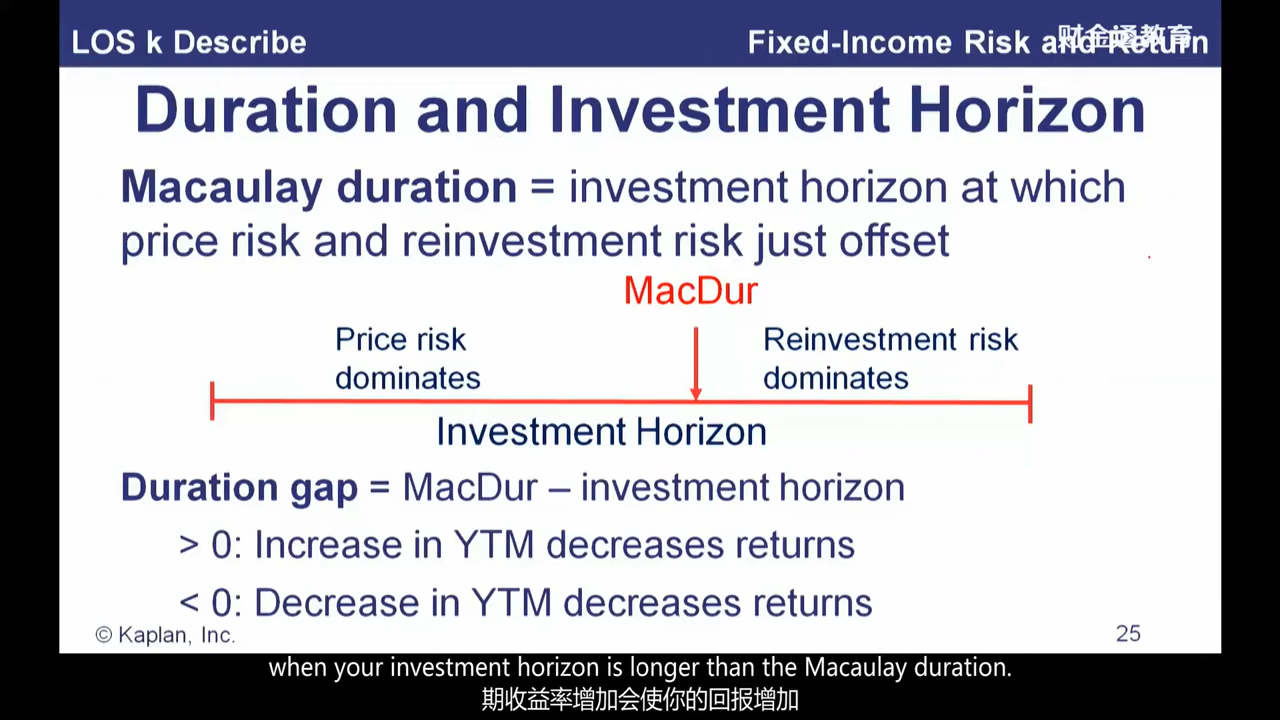 LOS k Describe
Fixed-Income Risk and Return
财金通教育
Duration and Investment Horizon
Macaulay duration = investment horizon at which
price risk and reinvestment risk just offset
MacDur
Price risk
dominates
Reinvestment risk
dominates
Investment Horizon
Duration gap = MacDur – investment horizon
> 0: Increase in YTM decreases returns
< 0: Decrease in YTM decreases returns
© Kaplan, Inc.
25
when your investment horizon is longer than the Macaulay duration.
期收益率增加会使你的回报增加